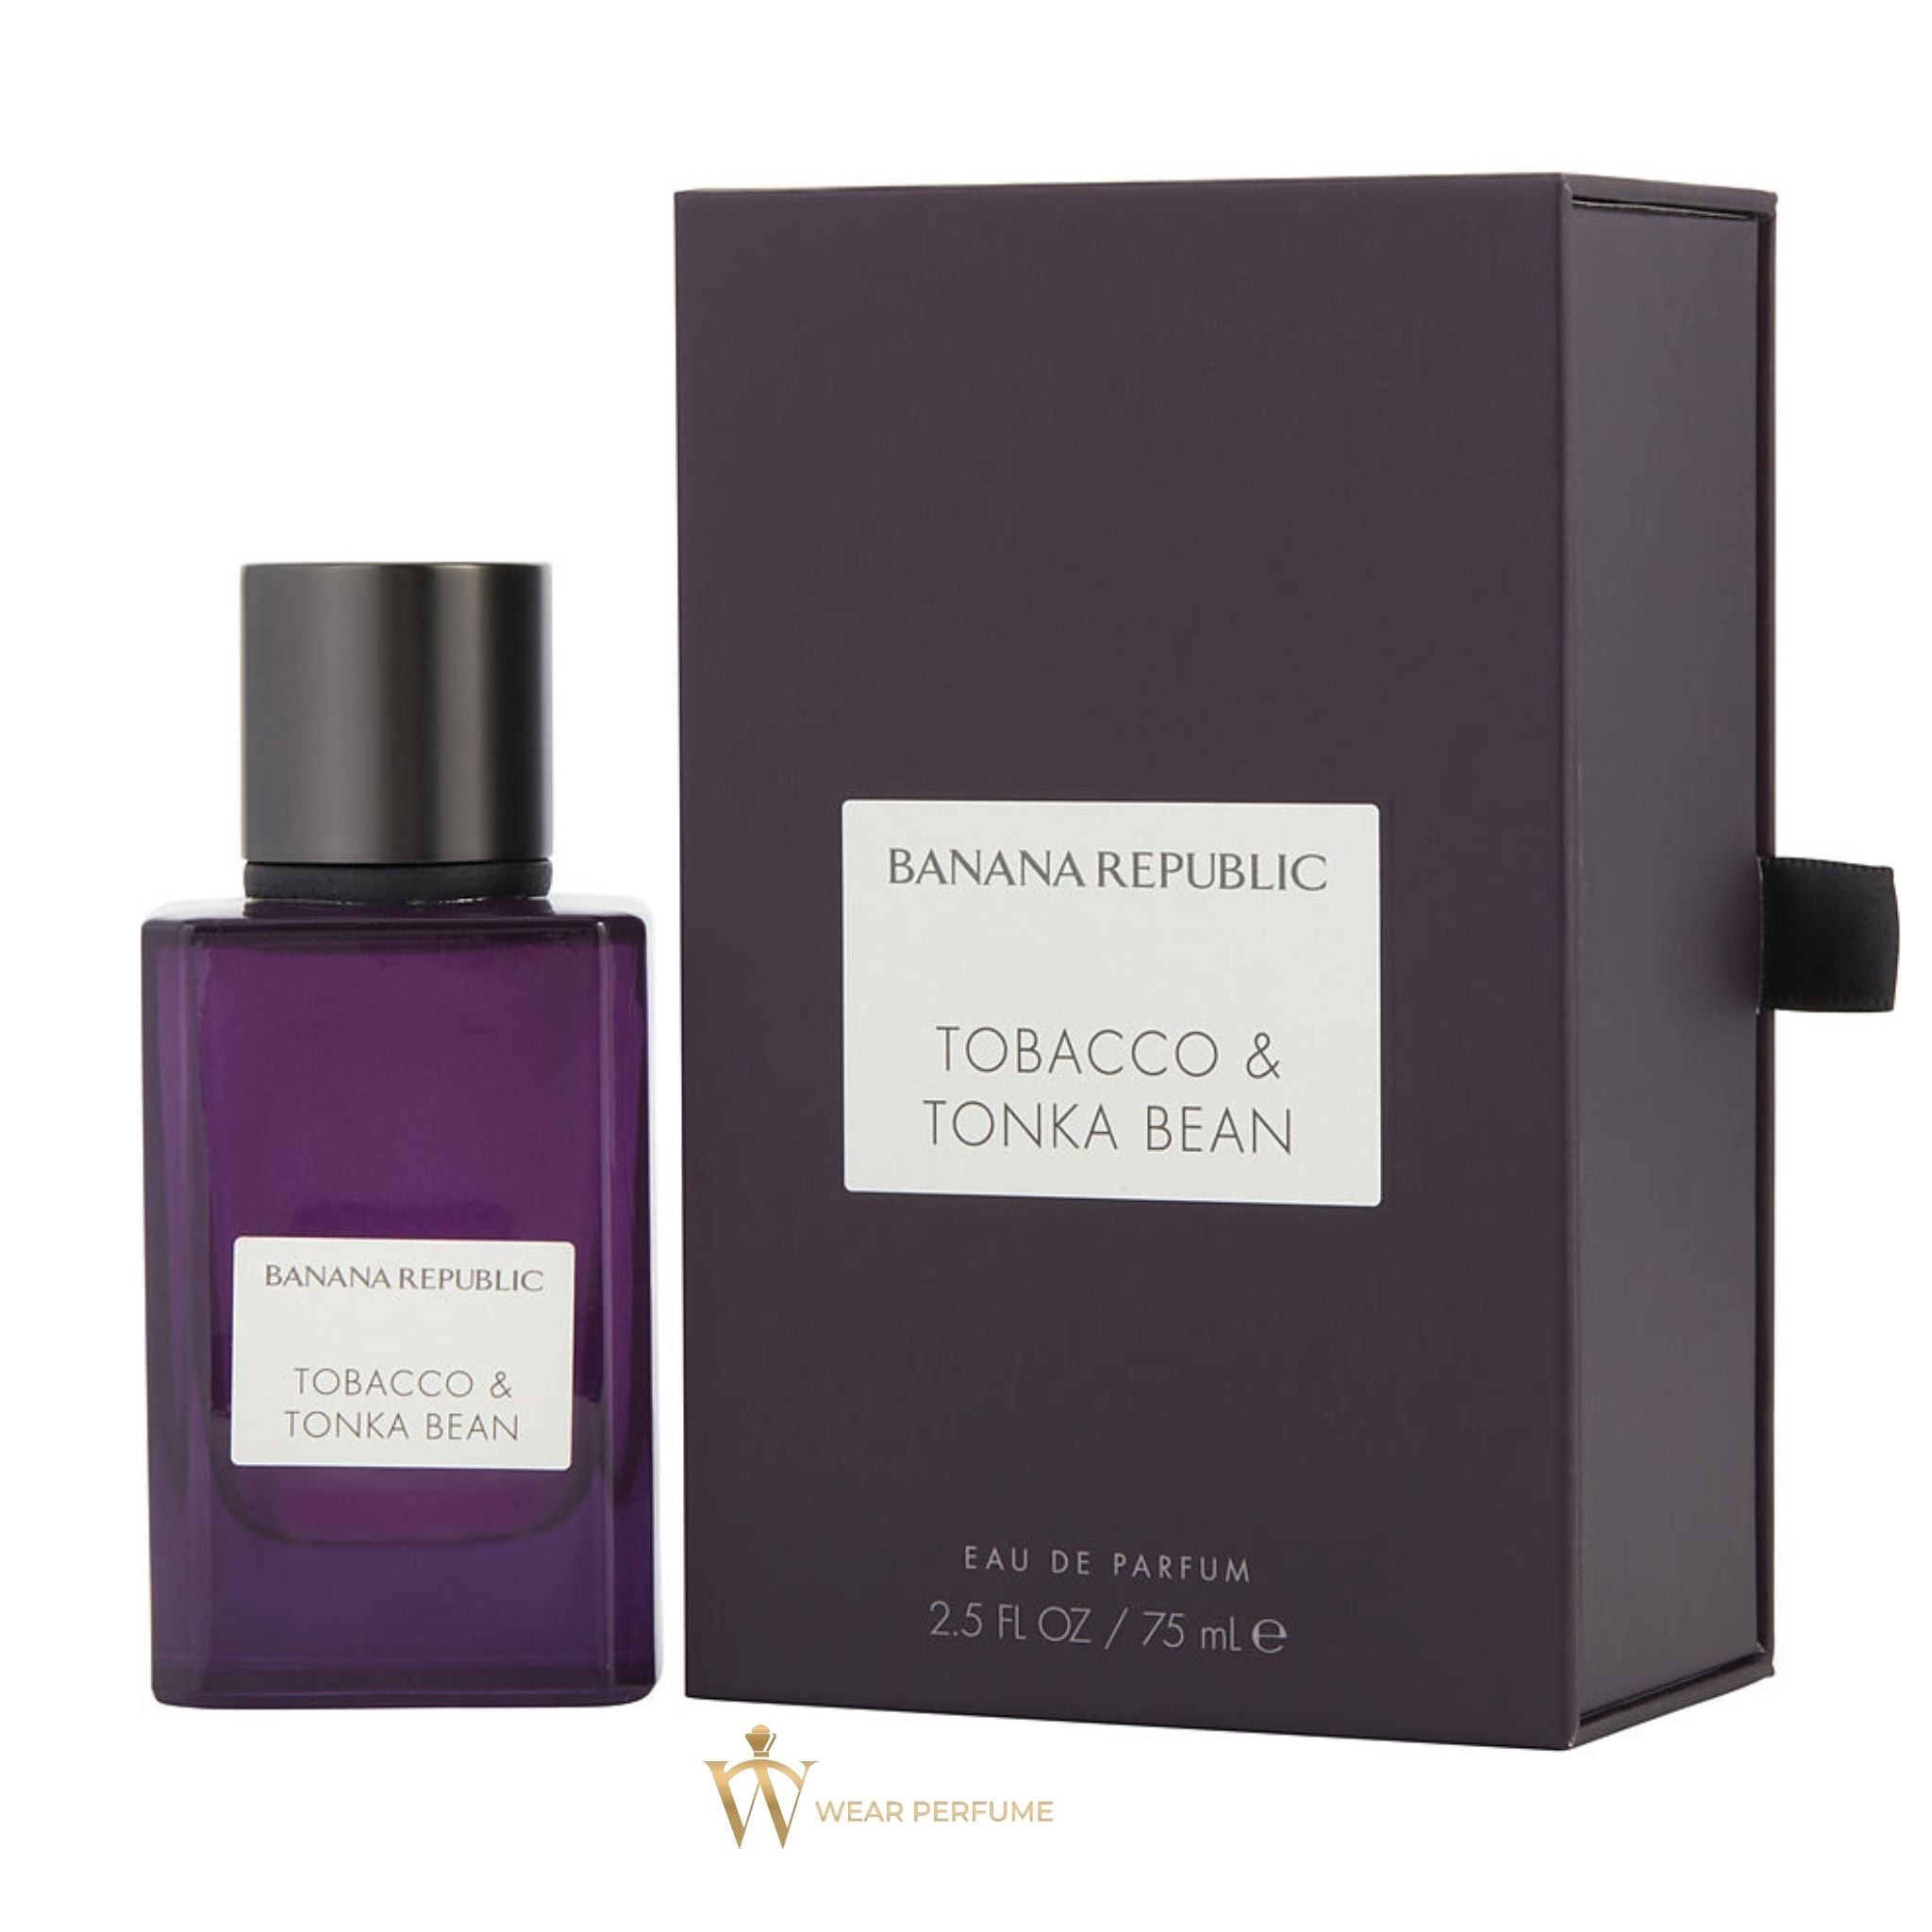 BANANA REPUBLIC
TOBACCO &
TONKA BEAN
EAU DE PARFUM
2.5 FL OZ / 75 mL ℮
BANANA REPUBLIC
TOBACCO &
TONKA BEAN
WEAR PERFUME